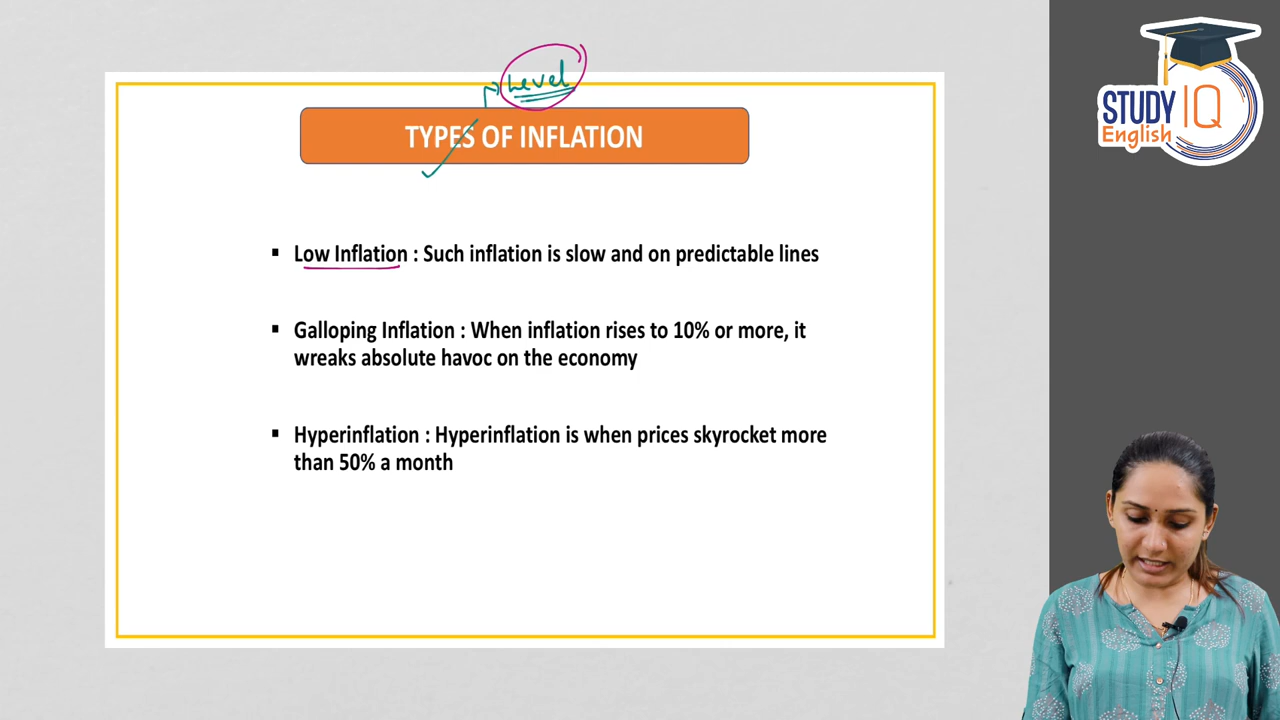 Level
TYPES OF INFLATION
▪ Low Inflation : Such inflation is slow and on predictable lines
▪ Galloping Inflation : When inflation rises to 10% or more, it
wreaks absolute havoc on the economy
▪ Hyperinflation : Hyperinflation is when prices skyrocket more
than 50% a month
STUDY IQ
English